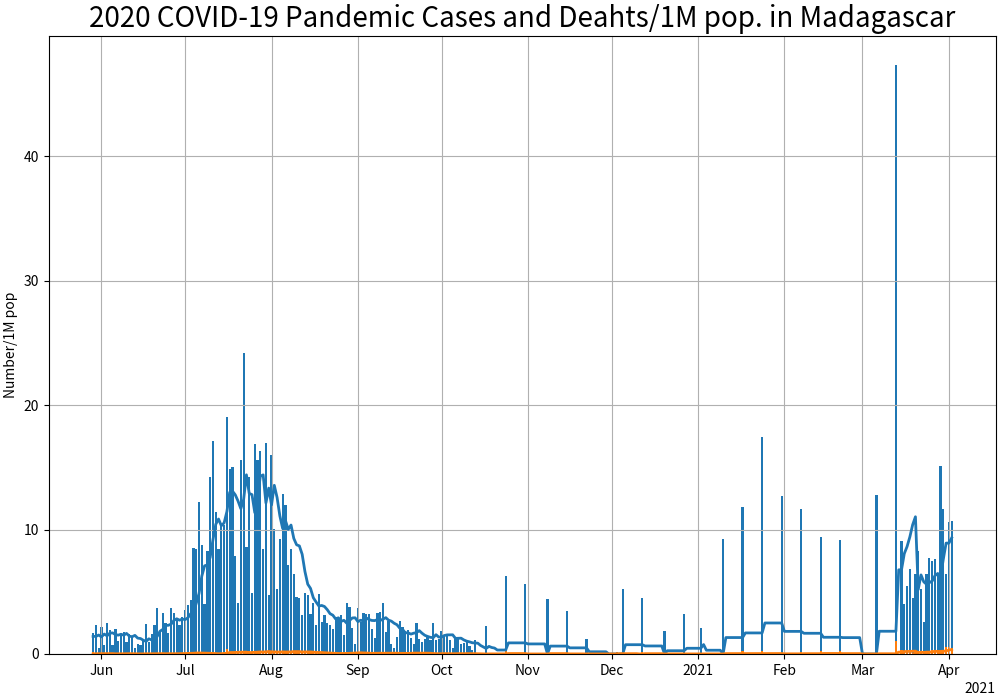 2020 COVID-19 Pandemic Cases and Deahts/1M pop. in Madagascar
Number/1M pop
40
30
20
10
0
Jun Jul Aug Sep Oct Nov Dec 2021 Feb Mar Apr
2021